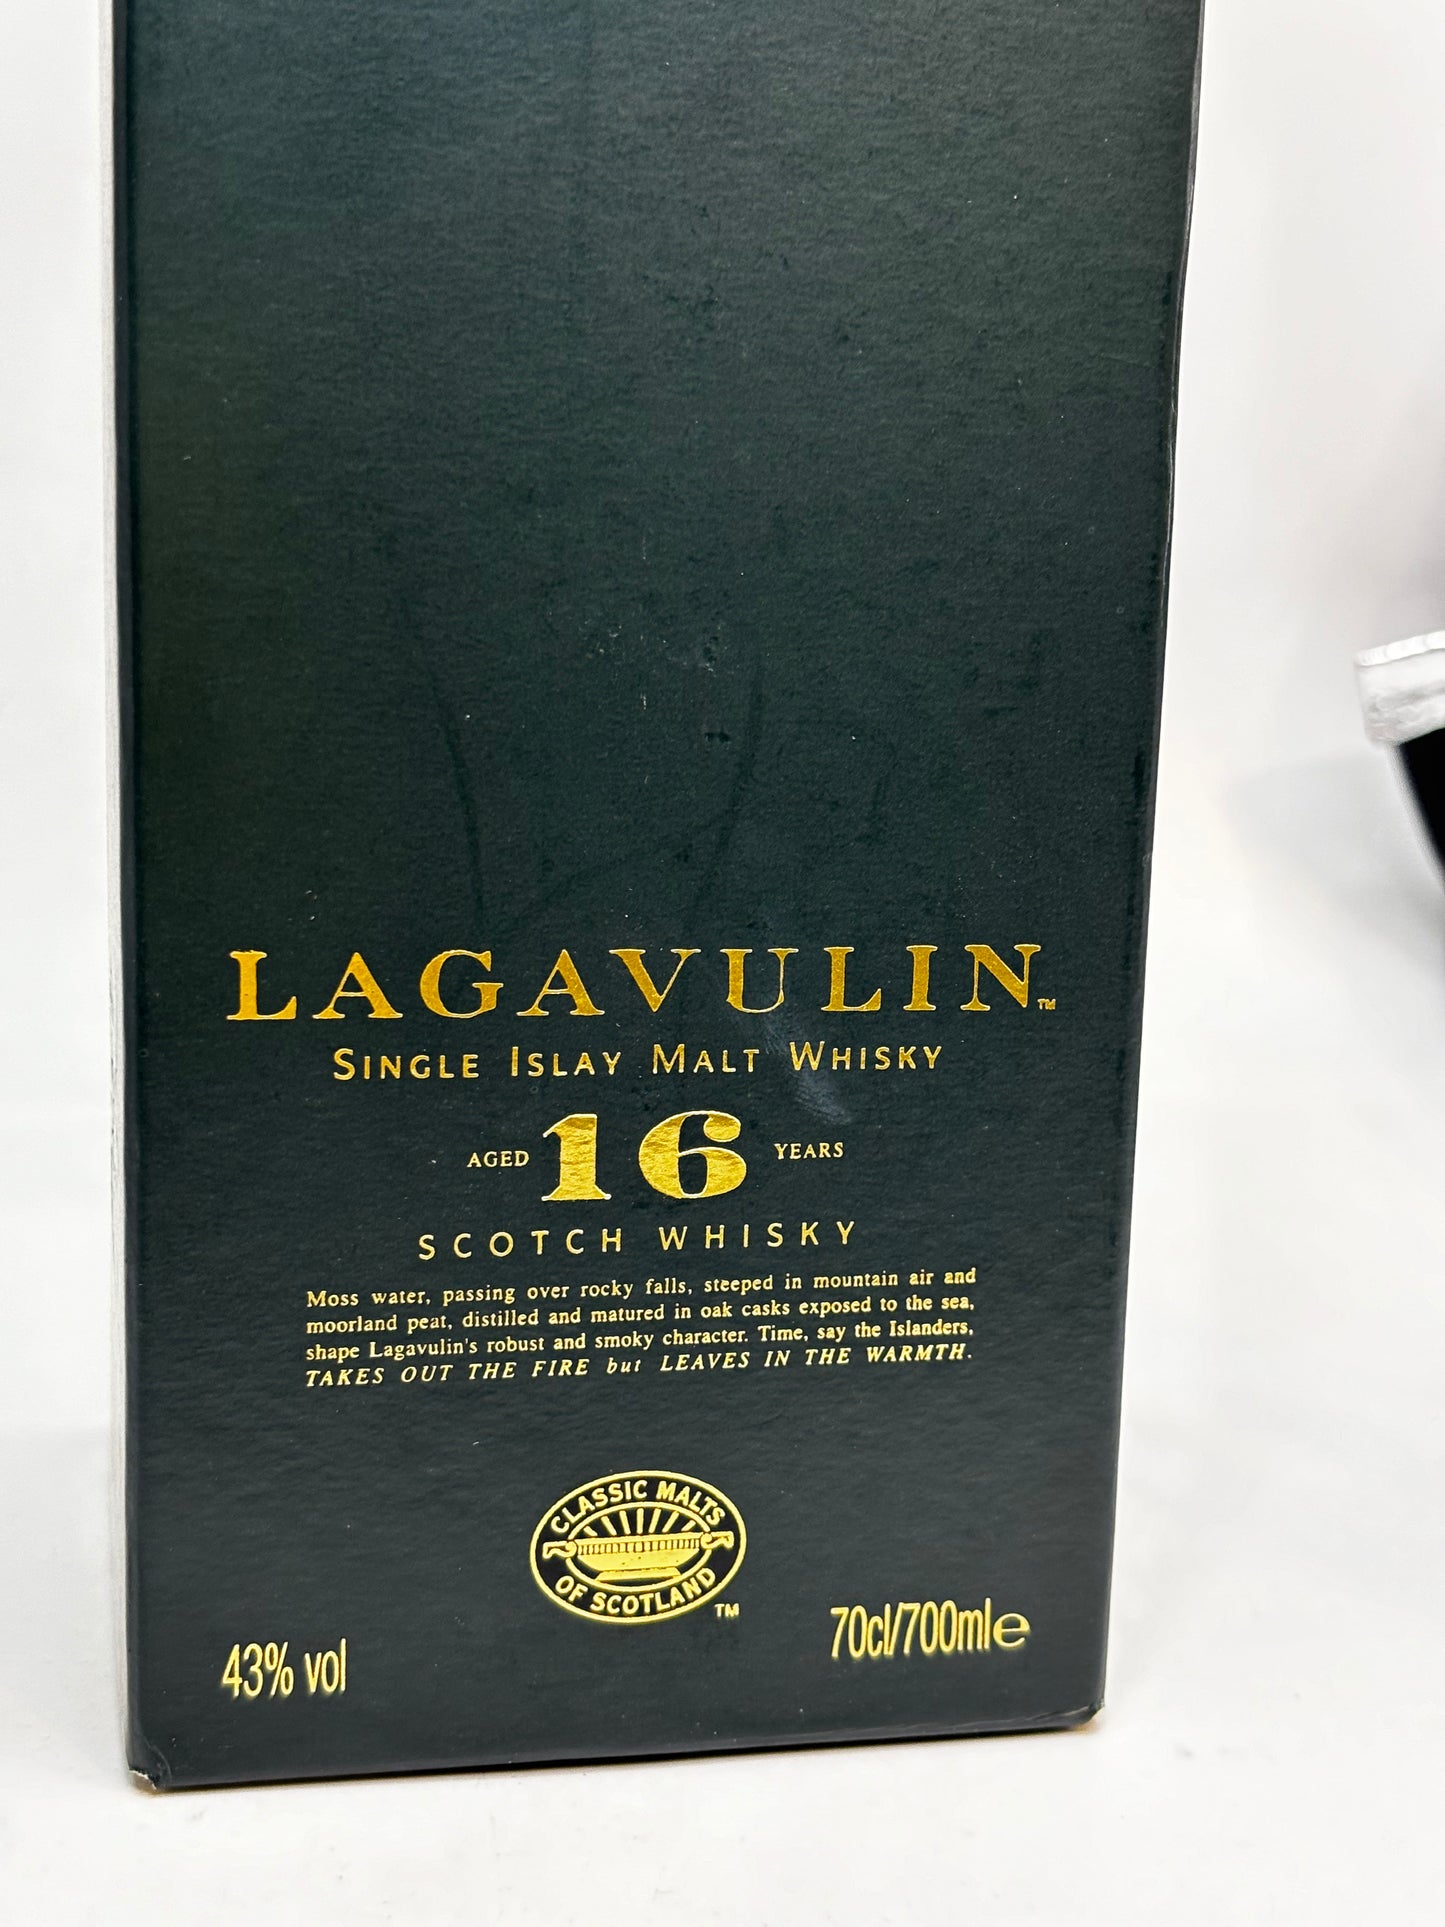 LAGAVULIN™
SINGLE ISLAY MALT WHISKY
AGED 16 YEARS
SCOTCH WHISKY
Moss water, passing over rocky falls, steeped in mountain air and
moorland peat, distilled and matured in oak casks exposed to the sea,
shape Lagavulin's robust and smoky character. Time, say the Islanders,
TAKES OUT THE FIRE but LEAVES IN THE WARMTH.
CLASSIC MALTS
OF SCOTLAND™
43% vol
70cl/700ml℮